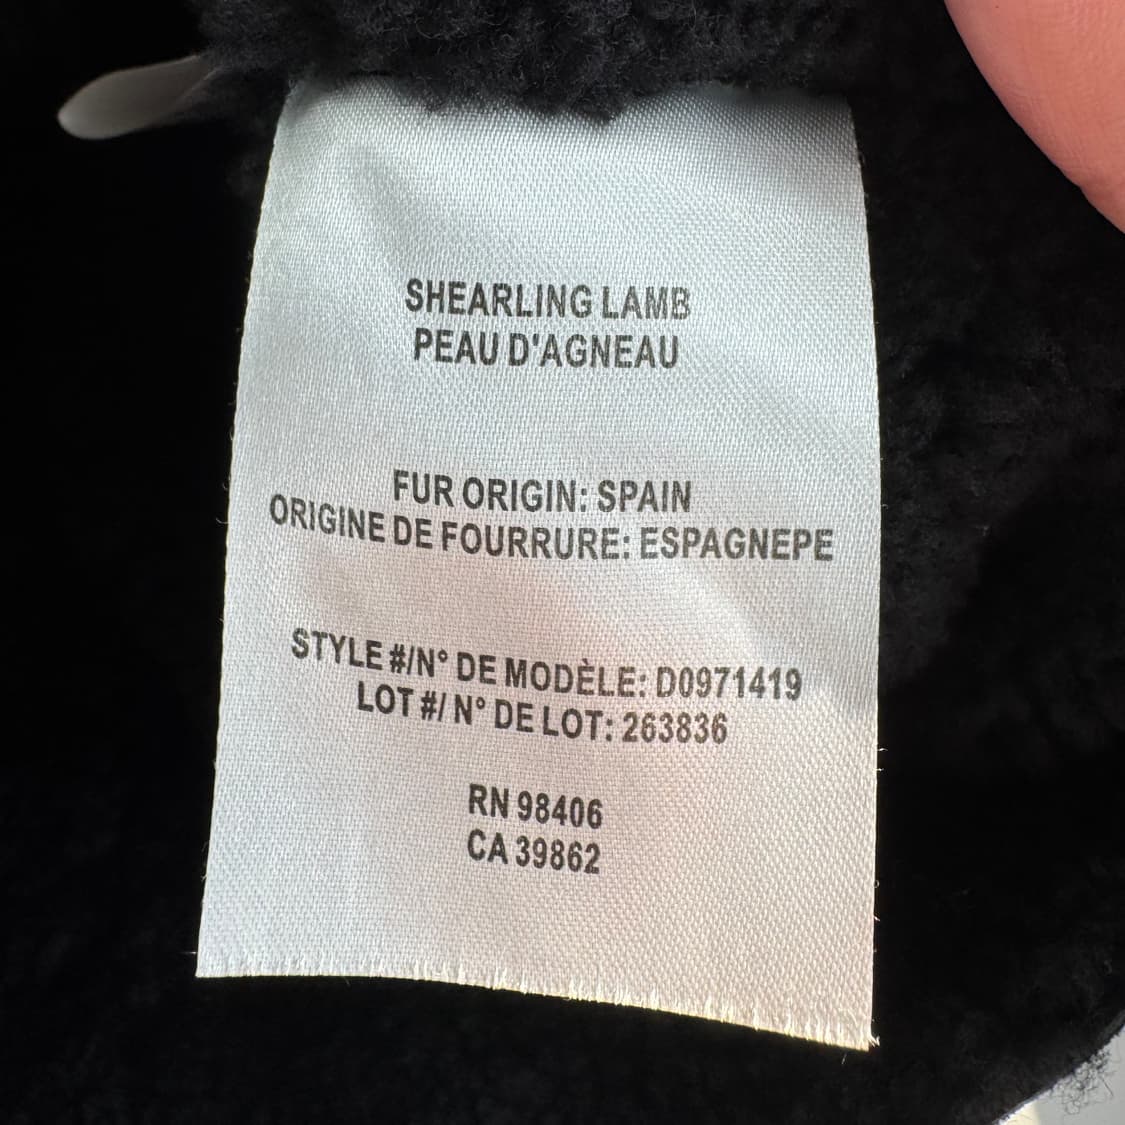 SHEARLING LAMB
PEAU D'AGNEAU
FUR ORIGIN: SPAIN
ORIGINE DE FOURRURE: ESPAGNEPE
STYLE #/N° DE MODÈLE: D0971419
LOT #/ N° DE LOT: 263836
RN 98406
CA 39862